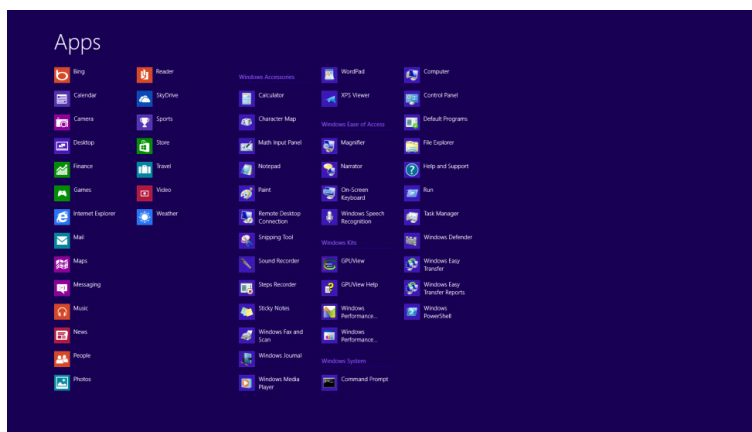 Apps
Bing
Calendar
Camera
Desktop
Finance
Games
Internet Explorer
Mail
Maps
Messaging
Music
News
People
Photos
Reader
SkyDrive
Sports
Store
Travel
Video
Weather
Windows Accessories
Calculator
Character Map
Math Input Panel
Notepad
Paint
Remote Desktop
Connection
Snipping Tool
Sound Recorder
Steps Recorder
Sticky Notes
Windows Fax and
Scan
Windows Journal
Windows Media
Player
WordPad
XPS Viewer
Windows Ease of Access
Magnifier
Narrator
On-Screen
Keyboard
Windows Speech
Recognition
Windows Kits
GPUView
GPUView Help
Windows
Performance...
Windows
Performance...
Windows System
Command Prompt
Computer
Control Panel
Default Programs
File Explorer
Help and Support
Run
Task Manager
Windows Defender
Windows Easy
Transfer
Windows Easy
Transfer Reports
Windows
PowerShell